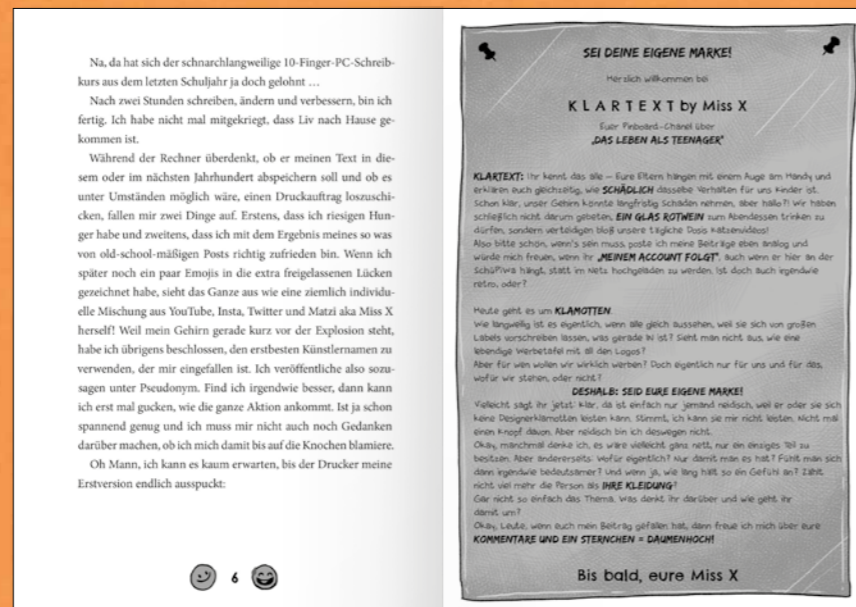 Na, da hat sich der schnarchlangweilige 10-Finger-PC-Schreib-
kurs aus dem letzten Schuljahr ja doch gelohnt …
Nach zwei Stunden schreiben, ändern und verbessern, bin ich
fertig. Ich habe nicht mal mitgekriegt, dass Liv nach Hause ge-
kommen ist.
Während der Rechner überdenkt, ob er meinen Text in die-
sem oder im nächsten Jahrhundert abspeichern soll und ob es
unter Umständen möglich wäre, einen Druckauftrag loszuschi-
cken, fallen mir zwei Dinge auf. Erstens, dass ich riesigen Hun-
ger habe und zweitens, dass ich mit dem Ergebnis meines so was
von old-school-mäßigen Posts richtig zufrieden bin. Wenn ich
später noch ein paar Emojis in die extra freigelassenen Lücken
gezeichnet habe, sieht das Ganze aus wie eine ziemlich individu-
elle Mischung aus YouTube, Insta, Twitter und Matzi aka Miss X
herself! Weil mein Gehirn gerade kurz vor der Explosion steht,
habe ich übrigens beschlossen, den erstbesten Künstlernamen zu
verwenden, der mir eingefallen ist. Ich veröffentliche also sozu-
sagen unter Pseudonym. Find ich irgendwie besser, dann kann
ich erst mal gucken, wie die ganze Aktion ankommt. Ist ja schon
spannend genug und ich muss mir nicht auch noch Gedanken
darüber machen, ob ich mich damit bis auf die Knochen blamiere.
Oh Mann, ich kann es kaum erwarten, bis der Drucker meine
Erstversion endlich ausspuckt:
6
SEI DEINE EIGENE MARKE!
Herzlich willkommen bei
KLARTEXT by Miss X
Euer Pinboard-Chanel über
„DAS LEBEN ALS TEENAGER“
KLARTEXT: Ihr kennt das alle – Eure Eltern hängen mit einem Auge am Handy und
erklären euch gleichzeitig, wie SCHÄDLICH dassebe Verhalten für uns Kinder ist.
Schon klar, unser Gehirn könnte langfristig Schaden nehmen, aber hallo?! Wir haben
schließlich nicht darum gebeten, EIN GLAS ROTWEIN zum Abendessen trinken zu
dürfen, sondern verteidigen bloß unsere tägliche Dosis Katzenvideos!
Also bitte schön, wenn's sein muss, poste ich meine Beiträge eben analog und
würde mich freuen, wenn ihr „MEINEM ACCOUNT FOLGT“, auch wenn er hier an der
SchüPiWa hängt, statt im Netz hochgeladen zu werden. Ist doch auch irgendwie
retro, oder?
Heute geht es um KLAMOTTEN.
Wie langweilig ist es eigentlich, wenn alle gleich aussehen, weil sie sich von großen
Labels vorschreiben lassen, was gerade in ist? Sieht man nicht aus, wie eine
lebendige Werbetafel mit all den Logos?
Aber für wen wollen wir wirklich werben? Doch eigentlich nur für uns und für das,
wofür wir stehen, oder nicht?
DESHALB: SEID EURE EIGENE MARKE!
Vielleicht sagt ihr jetzt: klar, da ist einfach nur jemand neidisch, weil er oder sie sich
keine Designerklamotten leisten kann. Stimmt, ich kann sie mir nicht leisten. Nicht mal
einen Knopf davon. Aber neidisch bin ich deswegen nicht.
Okay, manchmal denke ich, es wäre vielleicht ganz nett, nur ein einziges Teil zu
besitzen. Aber andererseits: Wofür eigentlich? Nur damit man es hat? Fühlt man sich
dann irgendwie bedeutsamer? Und wenn ja, wie lang hält so ein Gefühl an? Zählt
nicht viel mehr die Person als IHRE KLEIDUNG?
Gar nicht so einfach das Thema. Was denkt ihr darüber und wie geht ihr
damit um?
Okay, Leute, wenn euch mein Beitrag gefallen hat, dann freue ich mich über eure
KOMMENTARE UND EIN STERNCHEN = DAUMENHOCH!
Bis bald, eure Miss X